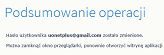 Podsumowanie operacji
Hasło użytkownika uonetplus@gmail.com zostało zmienione.
Można zamknąć okno przeglądarki, ponownie otworzyć witrynę aplikacji